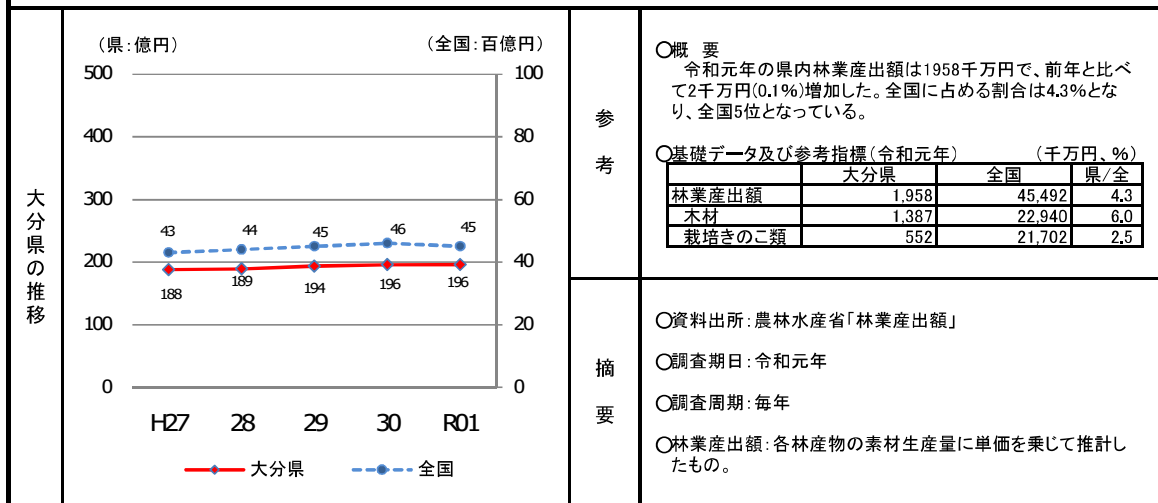 大分県の推移
（県：億円）
（全国：百億円）
500
400
300
200
100
0
100
80
60
40
20
0
43 44 45 46 45
188 189 194 196 196
H27 28 29 30 R01
大分県 全国
参考
○概　要
令和元年の県内林業産出額は1958千万円で、前年と比べ
て2千万円(0.1%)増加した。全国に占める割合は4.3%とな
り、全国5位となっている。
○基礎データ及び参考指標（令和元年）　（千万円、％）
大分県 全国 県/全
林業産出額 1,958 45,492 4.3
木材 1,387 22,940 6.0
栽培きのこ類 552 21,702 2.5
摘要
○資料出所：農林水産省「林業産出額」
○調査期日：令和元年
○調査周期：毎年
○林業産出額：各林産物の素材生産量に単価を乗じて推計し
たもの。